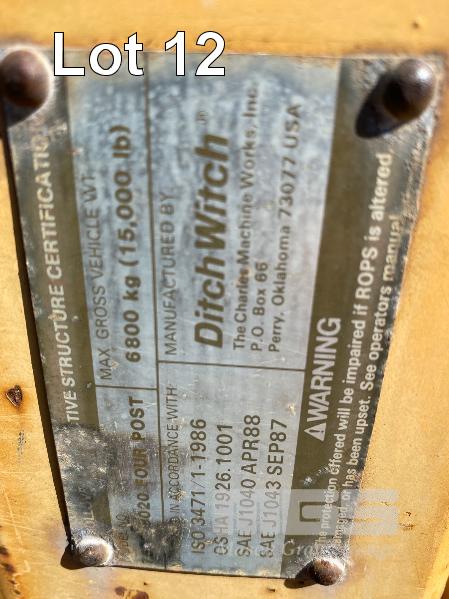 Lot 12
TIVE STRUCTURE CERTIFICATION
MAX. GROSS VEHICLE WT.
6800 kg (15,000 lb)
FOUR POST
MANUFACTURED BY
DitchWitch
The Charles Machine Works, Inc.
P.O. Box 66
Perry, Oklahoma 73077 USA
IN ACCORDANCE WITH:
ISO 3471/1-1986
OSHA 1926.1001
SAE J1040 APR88
SAE J1043 SEP87
⚠WARNING
The protection offered will be impaired if ROPS is altered,
damaged, or has been upset. See operators manual.